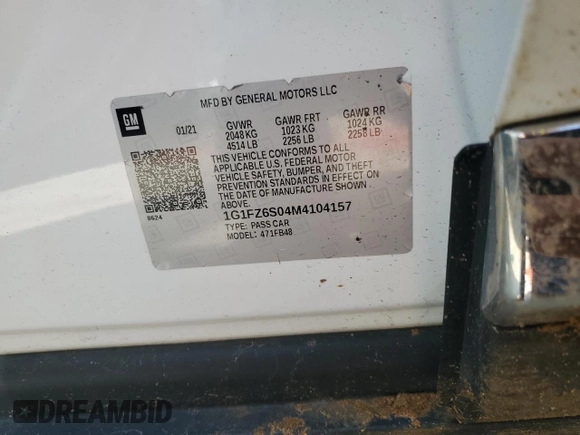 MFD BY GENERAL MOTORS LLC
GM
01/21
GVWR
2048 KG
4514 LB
GAWR FRT
1023 KG
2256 LB
GAWR RR
1024 KG
2258 LB
THIS VEHICLE CONFORMS TO ALL
APPLICABLE U.S. FEDERAL MOTOR
VEHICLE SAFETY, BUMPER, AND THEFT
PREVENTION STANDARDS IN EFFECT ON
THE DATE OF MANUFACTURE SHOWN
ABOVE.
0624
1G1FZ6S04M4104157
TYPE: PASS CAR
MODEL: 471FB48
DREAMBID